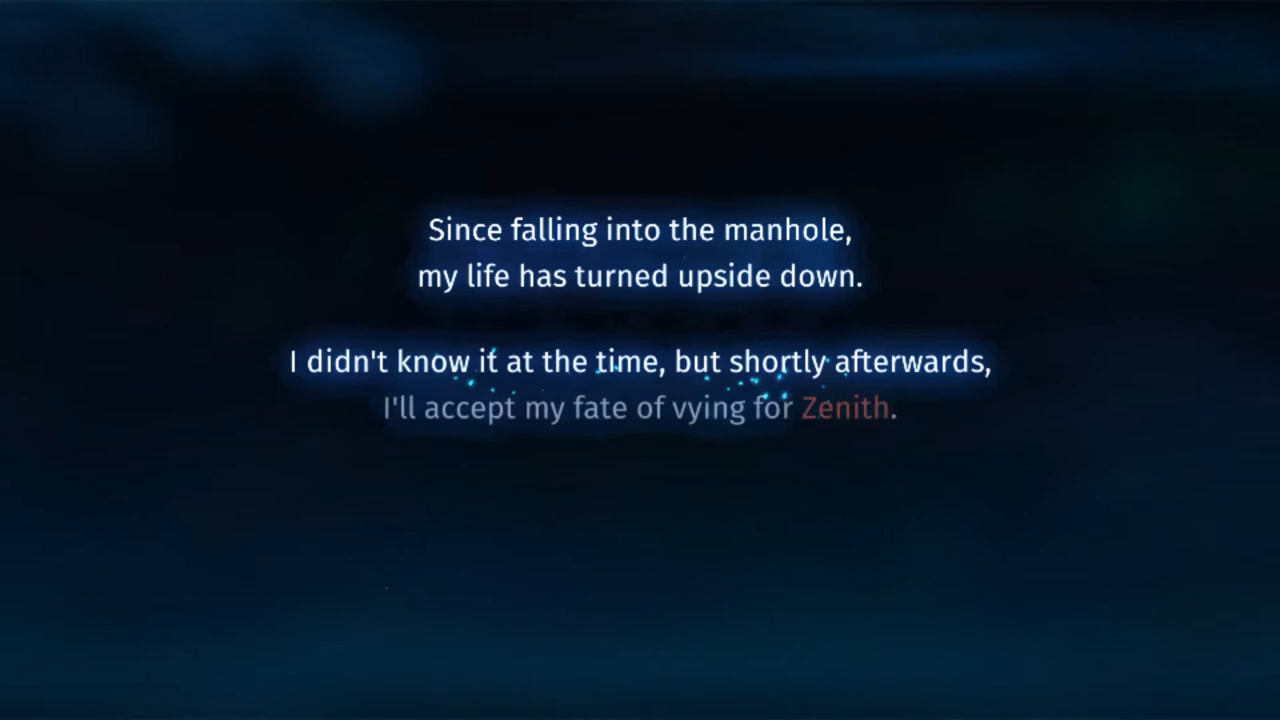 Since falling into the manhole,
my life has turned upside down.
I didn't know it at the time, but shortly afterwards,
I'll accept my fate of vying for Zenith.